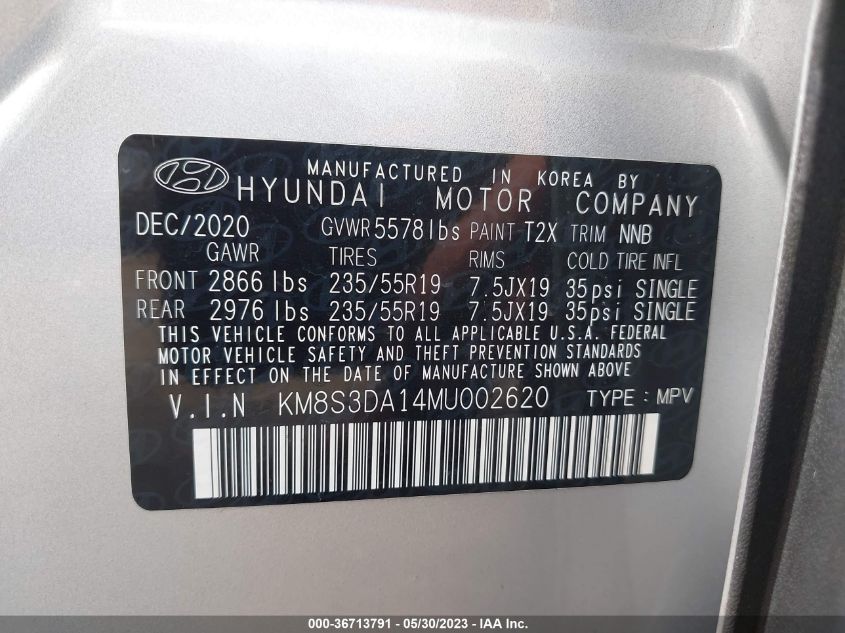 MANUFACTURED IN KOREA BY
HYUNDAI MOTOR COMPANY
DEC/2020 GVWR 5578lbs PAINT T2X TRIM NNB
GAWR TIRES RIMS COLD TIRE INFL
FRONT 2866 lbs 235/55R19 7.5JX19 35psi SINGLE
REAR 2976 lbs 235/55R19 7.5JX19 35psi SINGLE
THIS VEHICLE CONFORMS TO ALL APPLICABLE U.S.A. FEDERAL
MOTOR VEHICLE SAFETY AND THEFT PREVENTION STANDARDS
IN EFFECT ON THE DATE OF MANUFACTURE SHOWN ABOVE
V.I.N KM8S3DA14MU002620 TYPE : MPV
000-36713791 - 05/30/2023 - IAA Inc.